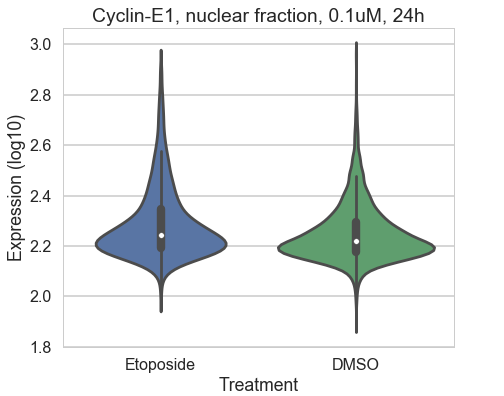 Cyclin-E1, nuclear fraction, 0.1uM, 24h
Expression (log10)
3.0
2.8
2.6
2.4
2.2
2.0
1.8
Etoposide DMSO
Treatment